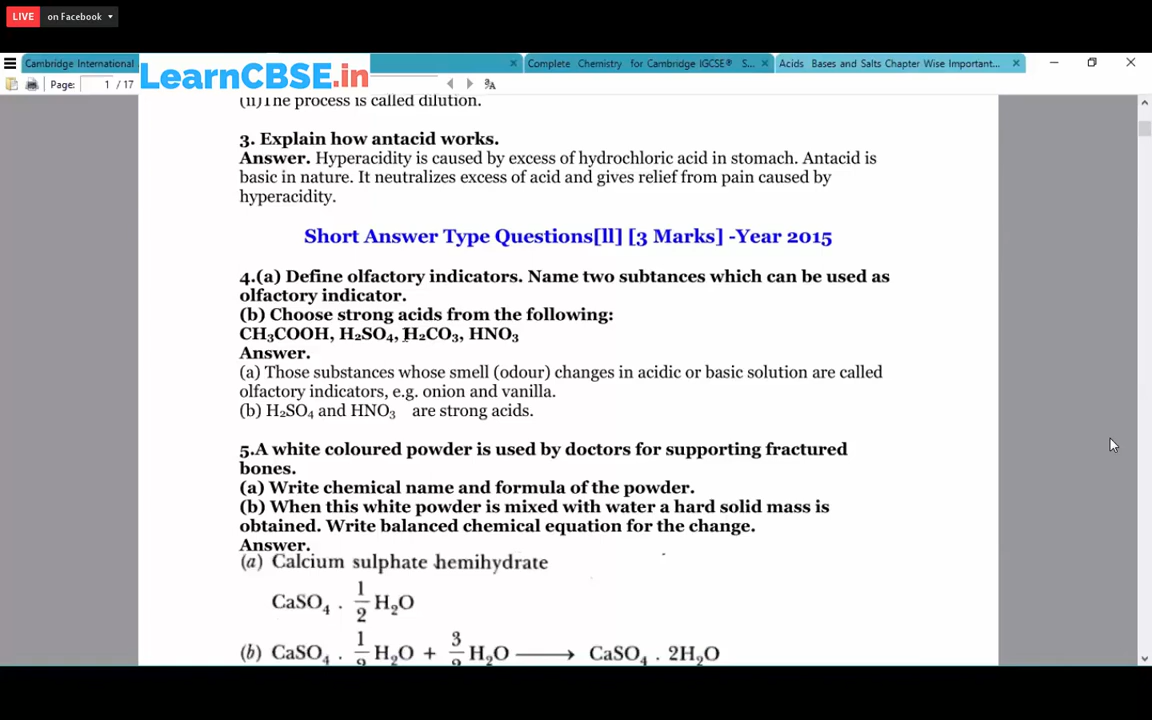 LIVE on Facebook
Cambridge International
Complete Chemistry for Cambridge IGCSE® S...
Acids Bases and Salts Chapter Wise Important...
Page: 1 / 17
LearnCBSE.in
(ii)The process is called dilution.
3. Explain how antacid works.
Answer. Hyperacidity is caused by excess of hydrochloric acid in stomach. Antacid is
basic in nature. It neutralizes excess of acid and gives relief from pain caused by
hyperacidity.
Short Answer Type Questions[ll] [3 Marks] -Year 2015
4.(a) Define olfactory indicators. Name two subtances which can be used as
olfactory indicator.
(b) Choose strong acids from the following:
CH₃COOH, H₂SO₄, H₂CO₃, HNO₃
Answer.
(a) Those substances whose smell (odour) changes in acidic or basic solution are called
olfactory indicators, e.g. onion and vanilla.
(b) H₂SO₄ and HNO₃ are strong acids.
5.A white coloured powder is used by doctors for supporting fractured
bones.
(a) Write chemical name and formula of the powder.
(b) When this white powder is mixed with water a hard solid mass is
obtained. Write balanced chemical equation for the change.
Answer.
(a) Calcium sulphate hemihydrate
CaSO₄ . 1/2 H₂O
(b) CaSO₄ . 1/2 H₂O + 3/2 H₂O ⟶ CaSO₄ . 2H₂O